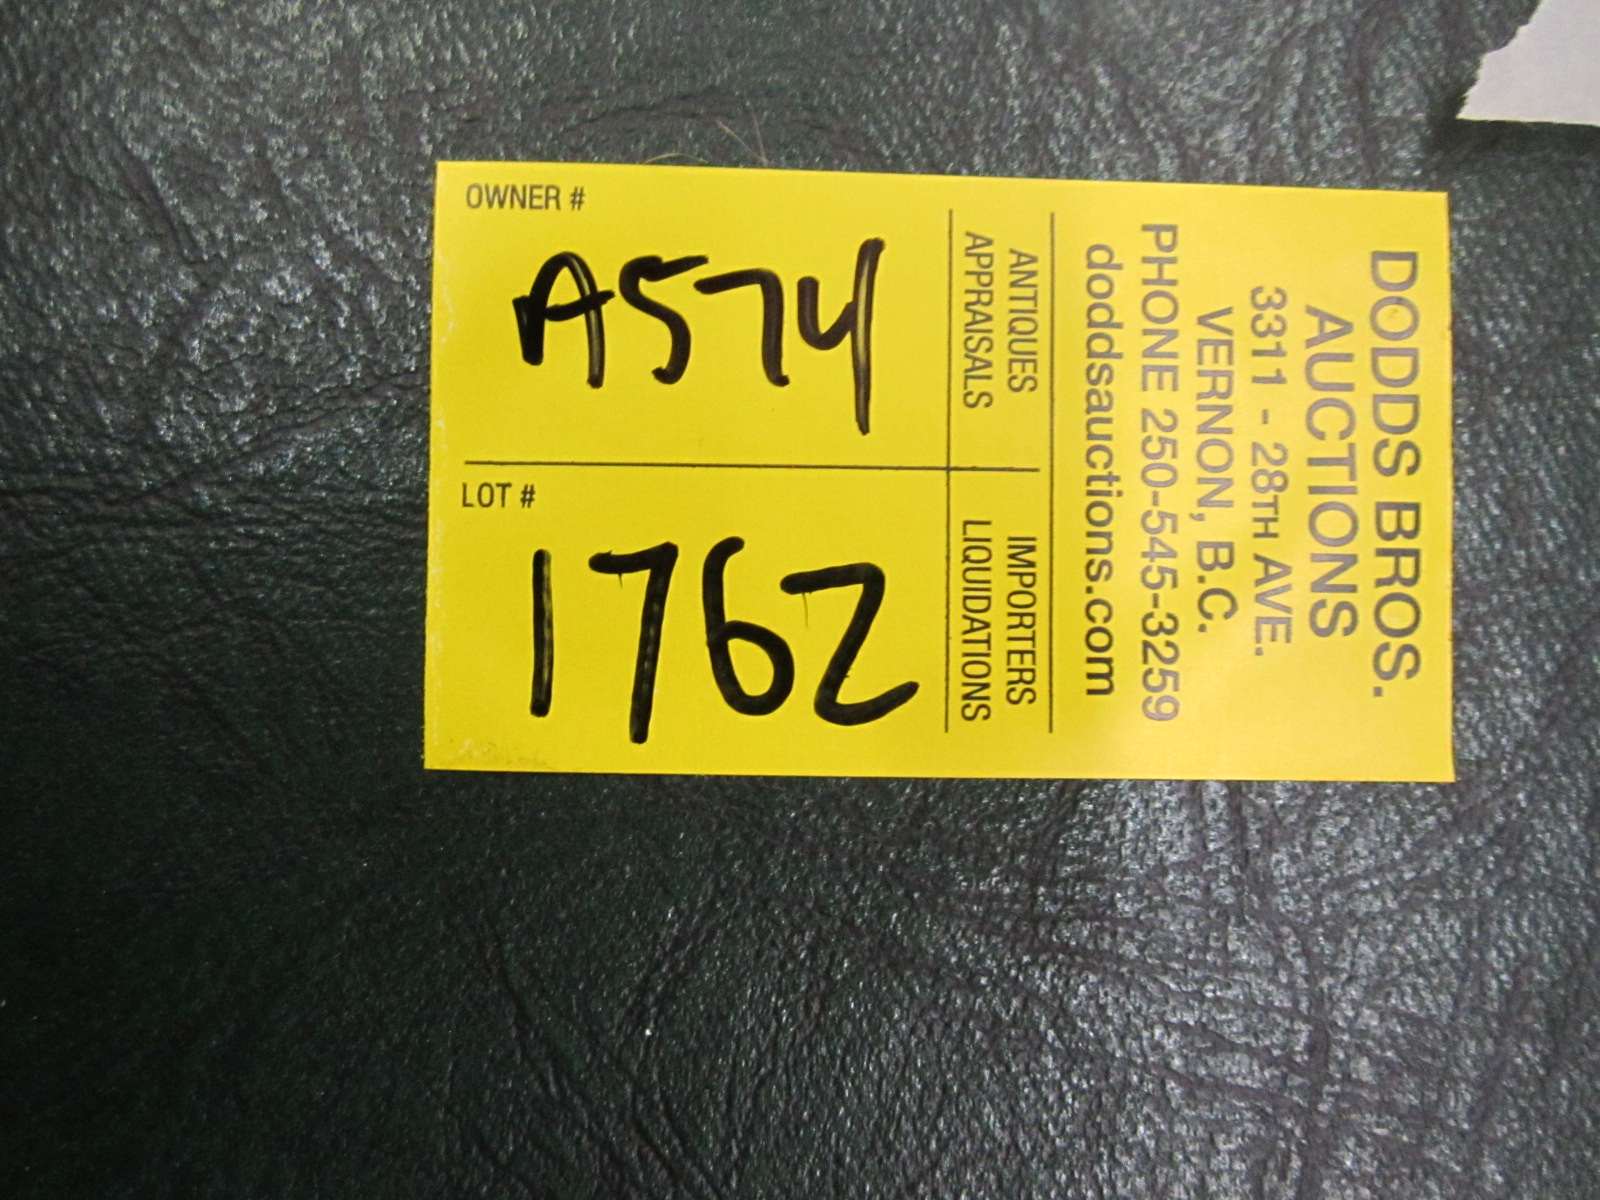 DODDS BROS.
AUCTIONS
3311 - 28TH AVE.
VERNON, B.C.
PHONE 250-545-3259
doddsauctions.com
ANTIQUES IMPORTERS
APPRAISALS LIQUIDATIONS
OWNER #
A574
LOT #
1762